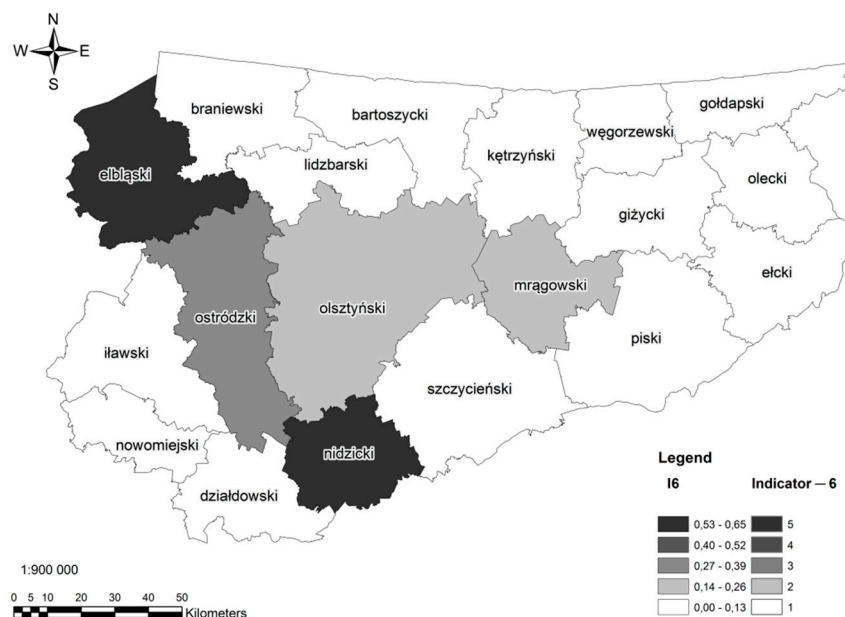 N
W E
S
braniewski
bartoszycki
gołdapski
węgorzewski
kętrzyński
lidzbarski
elbląski
olecki
giżycki
ełcki
mrągowski
olsztyński
ostródzki
piski
iławski
szczycieński
nowomiejski
nidzicki
działdowski
Legend
I6 Indicator – 6
0,53 - 0,65 5
0,40 - 0,52 4
0,27 - 0,39 3
0,14 - 0,26 2
0,00 - 0,13 1
1:900 000
0 5 10 20 30 40 50
Kilometers